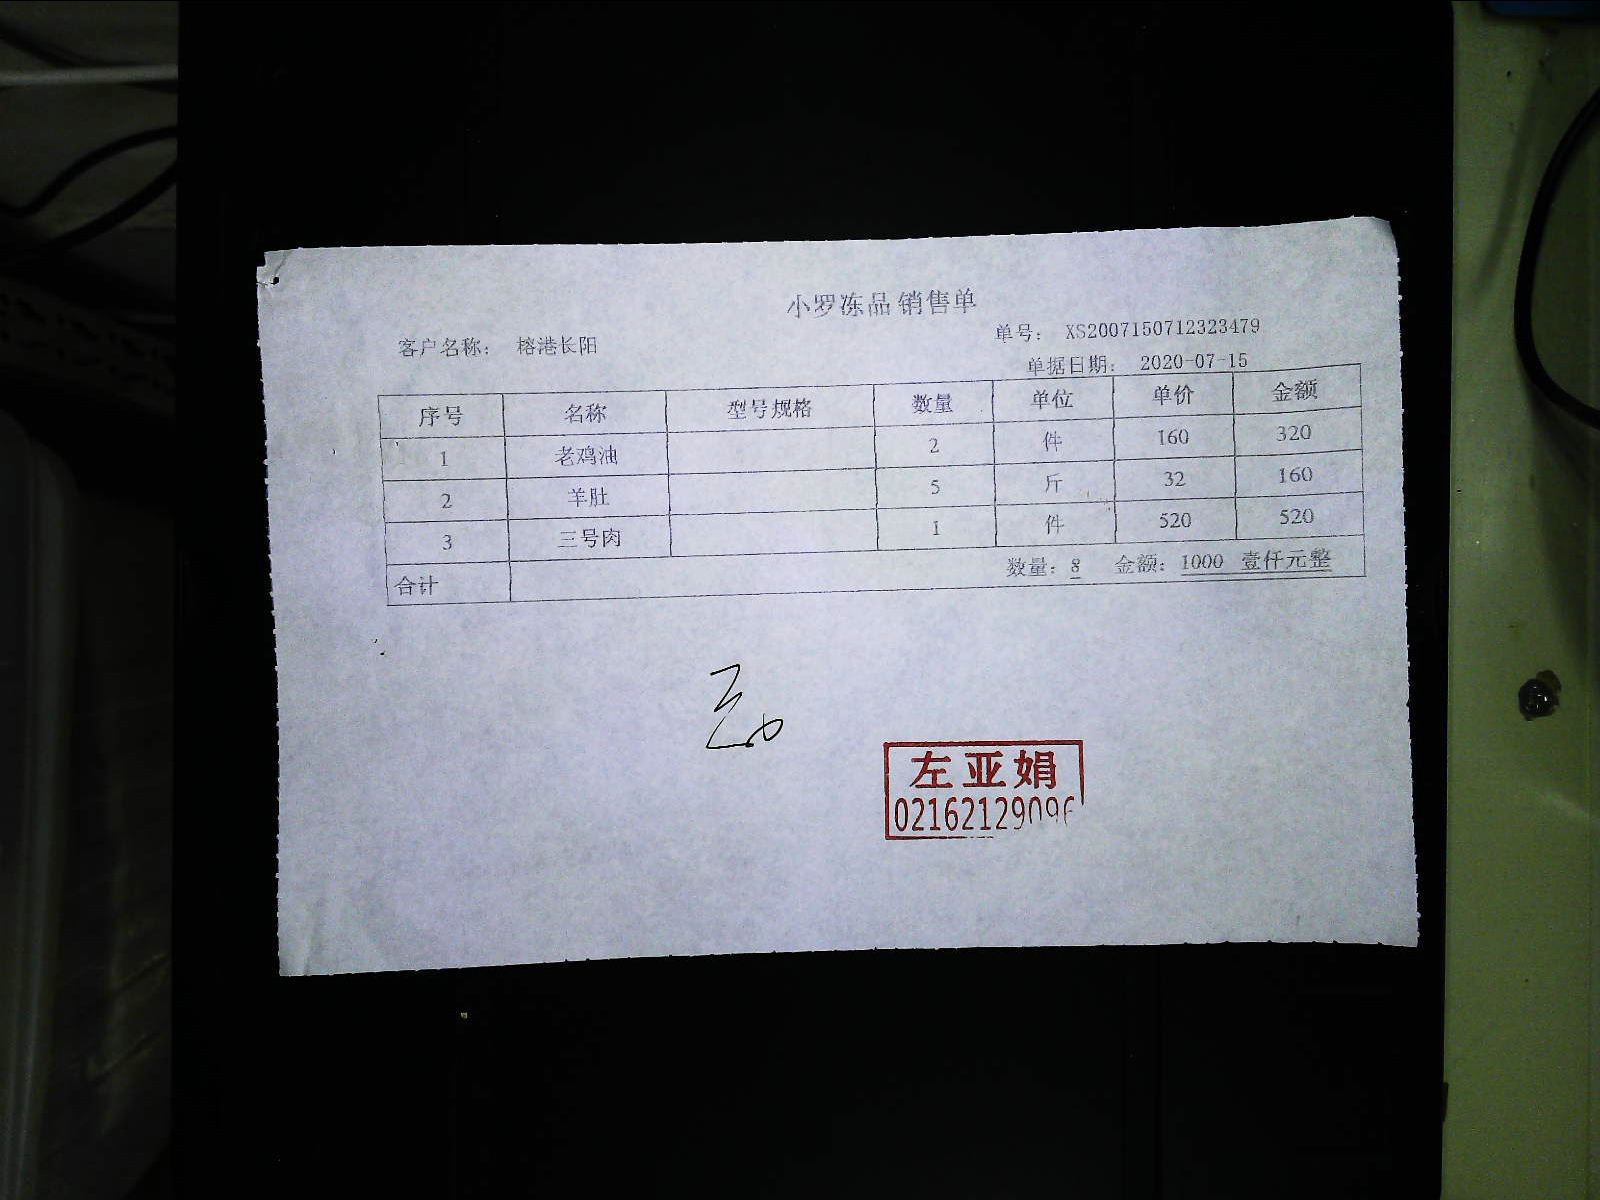 小罗冻品 销售单
单号： XS2007150712323479
客户名称： 榕港长阳
单据日期： 2020-07-15
序号 名称 型号规格 数量 单位 单价 金额
1 老鸡油 2 件 160 320
2 羊肚 5 斤 32 160
3 三号肉 1 件 520 520
合计 数量：8 金额：1000 壹仟元整
左亚娟
02162129096